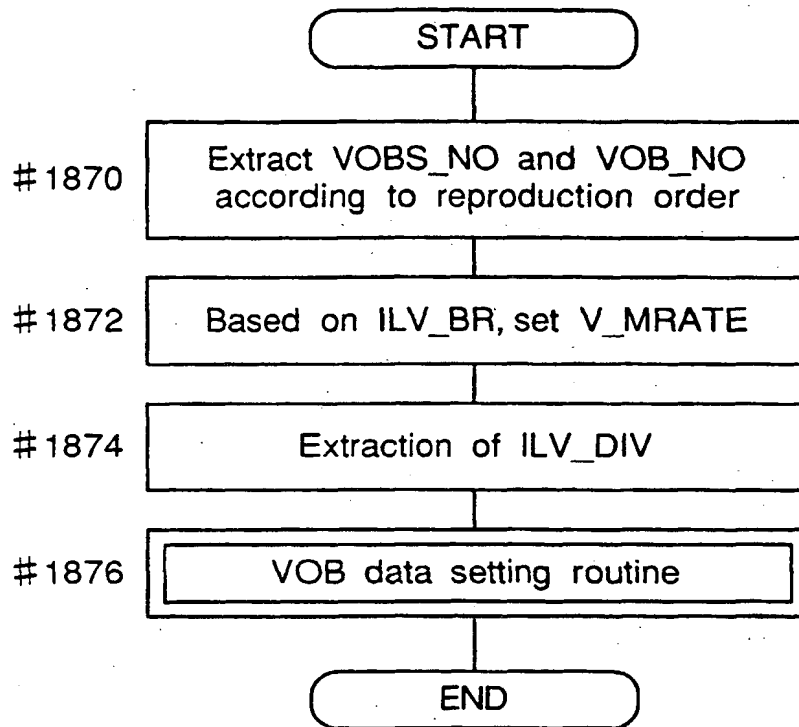 START
#1870
Extract VOBS_NO and VOB_NO
according to reproduction order
#1872
Based on ILV_BR, set V_MRATE
#1874
Extraction of ILV_DIV
#1876
VOB data setting routine
END